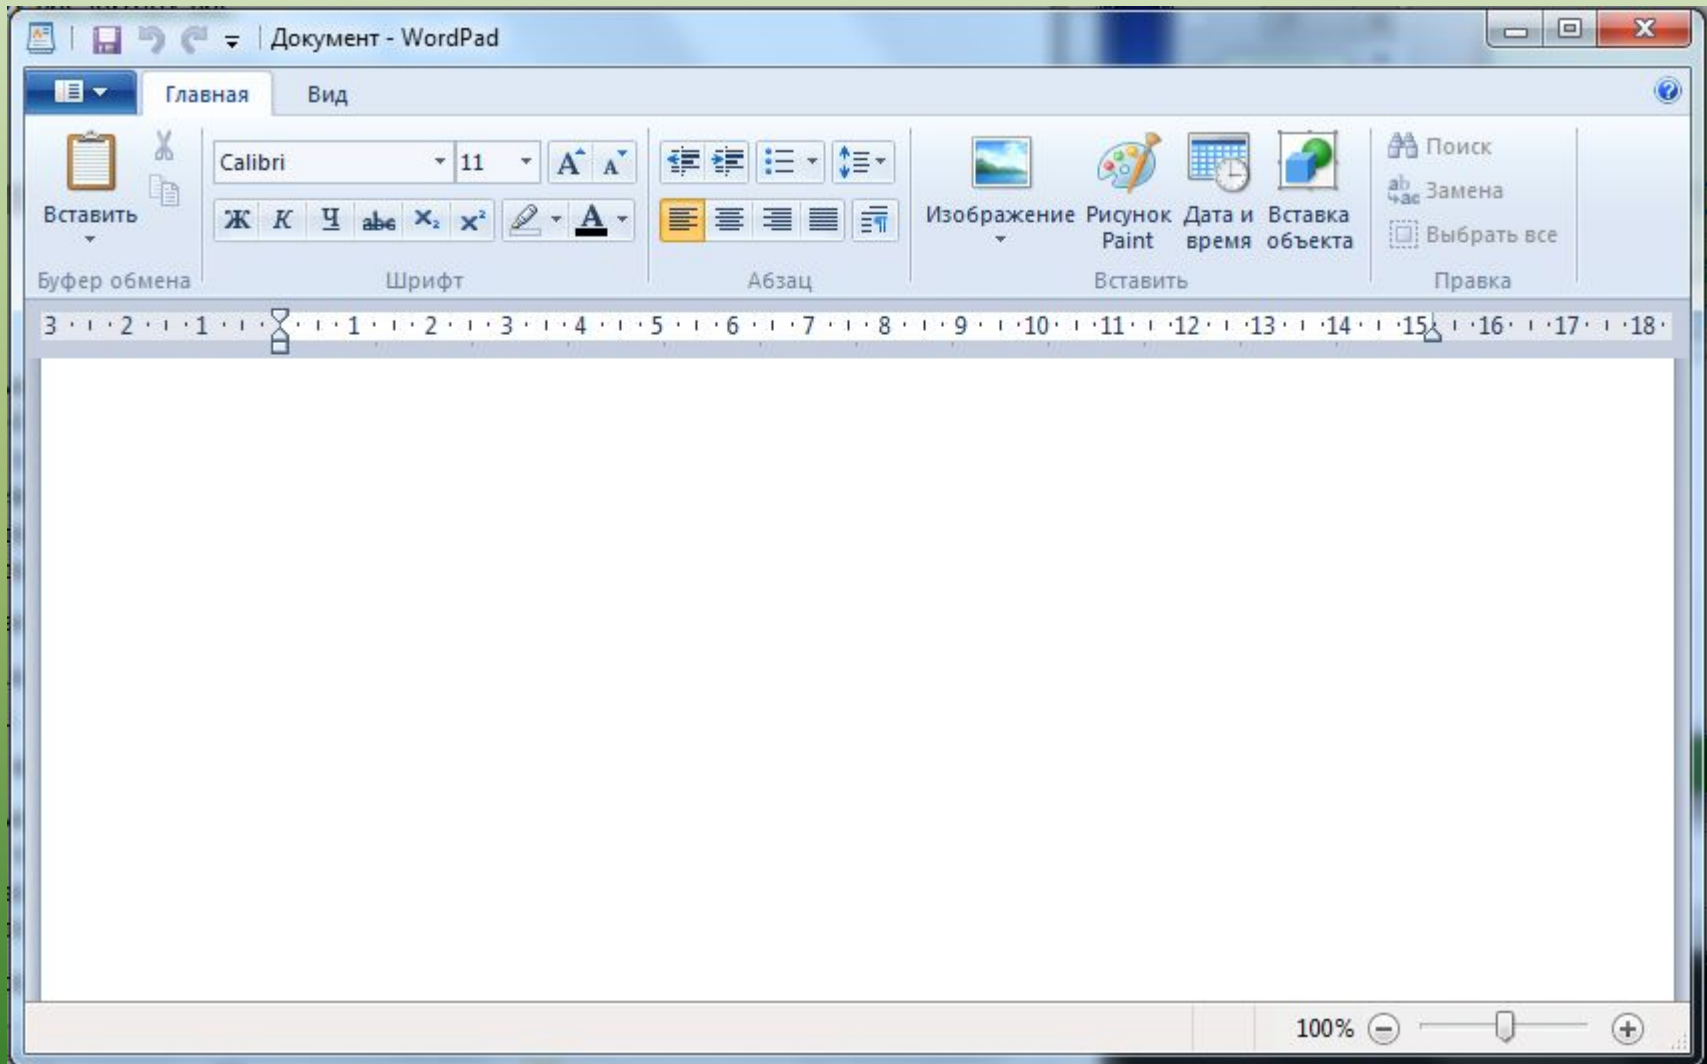 Документ - WordPad
Главная Вид
Вставить
Буфер обмена
Calibri 11
Ж К Ч abc X₂ X²
Шрифт
Абзац
Изображение
Рисунок
Paint
Дата и
время
Вставка
объекта
Вставить
Поиск
Замена
Выбрать все
Правка
3 2 1 1 2 3 4 5 6 7 8 9 10 11 12 13 14 15 16 17 18
100%